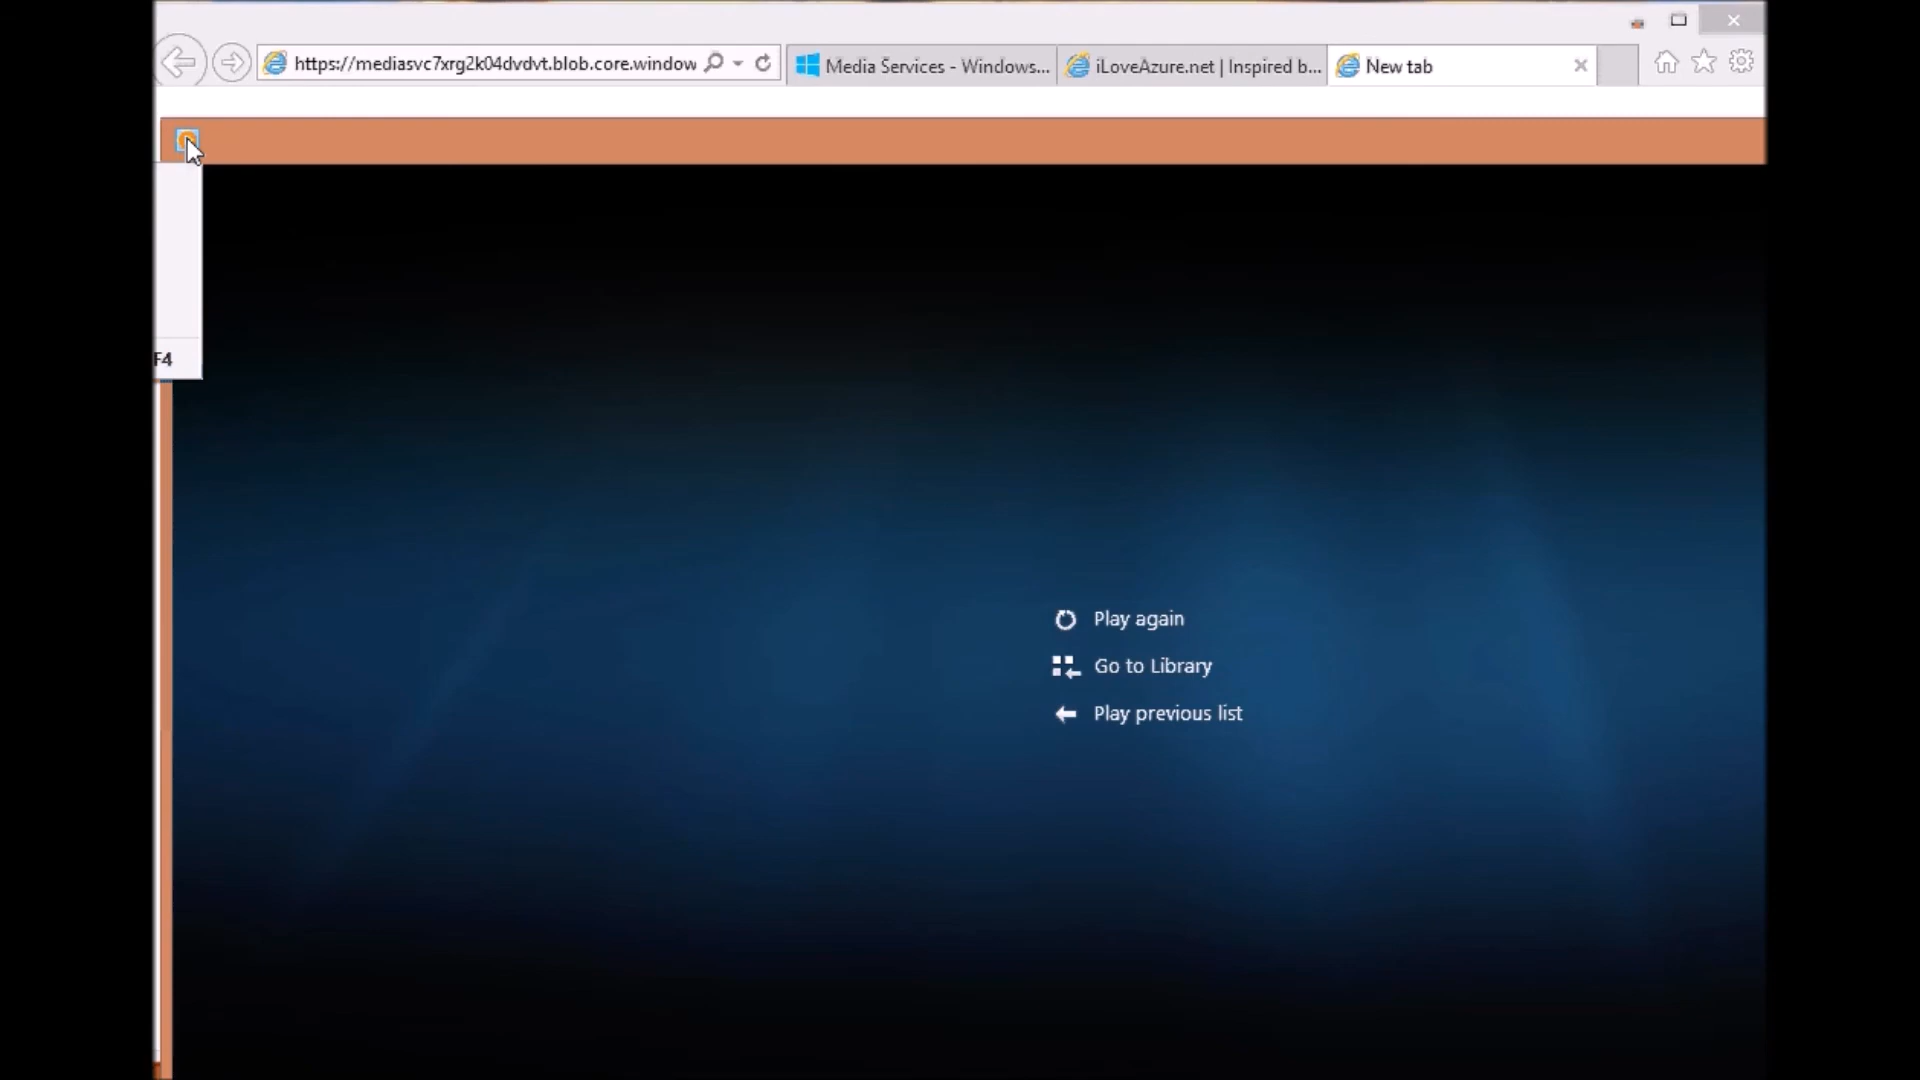 https://mediasvc7xrg2k04dvdvt.blob.core.window
Media Services - Windows...
iLoveAzure.net | Inspired b...
New tab
F4
Play again
Go to Library
Play previous list